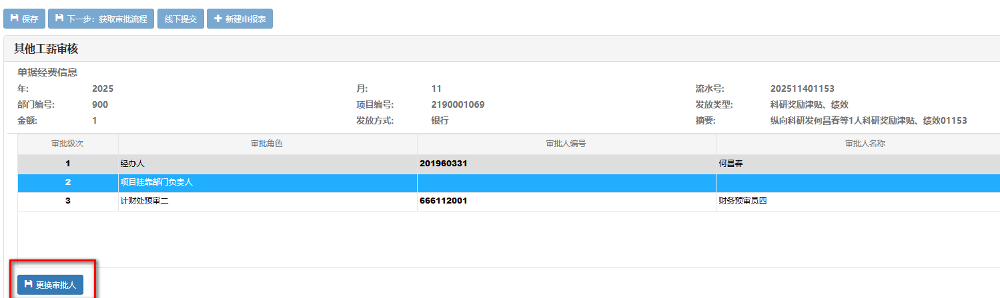 保存 下一步：获取审批流程 线下提交 新建申报表
其他工薪审核
单据经费信息
年: 2025 月: 11 流水号: 202511401153
部门编号: 900 项目编号: 2190001069 发放类型: 科研奖励津贴、绩效
金额: 1 发放方式: 银行 摘要: 纵向科研发何昌春等1人科研奖励津贴、绩效01153
审批级次 审批角色 审批人编号 审批人名称
1 经办人 201960331 何昌春
2 项目挂靠部门负责人
3 计财处预审二 666112001 财务预审员四
更换审批人